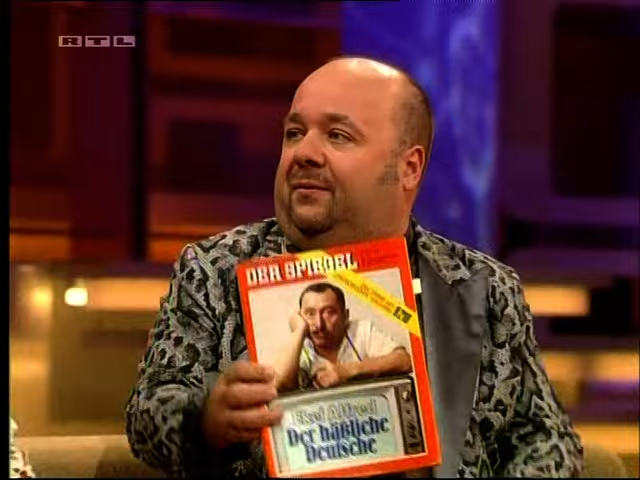 RTL
DER SPIEGEL
Ekel Alfred
Der häßliche
Deutsche